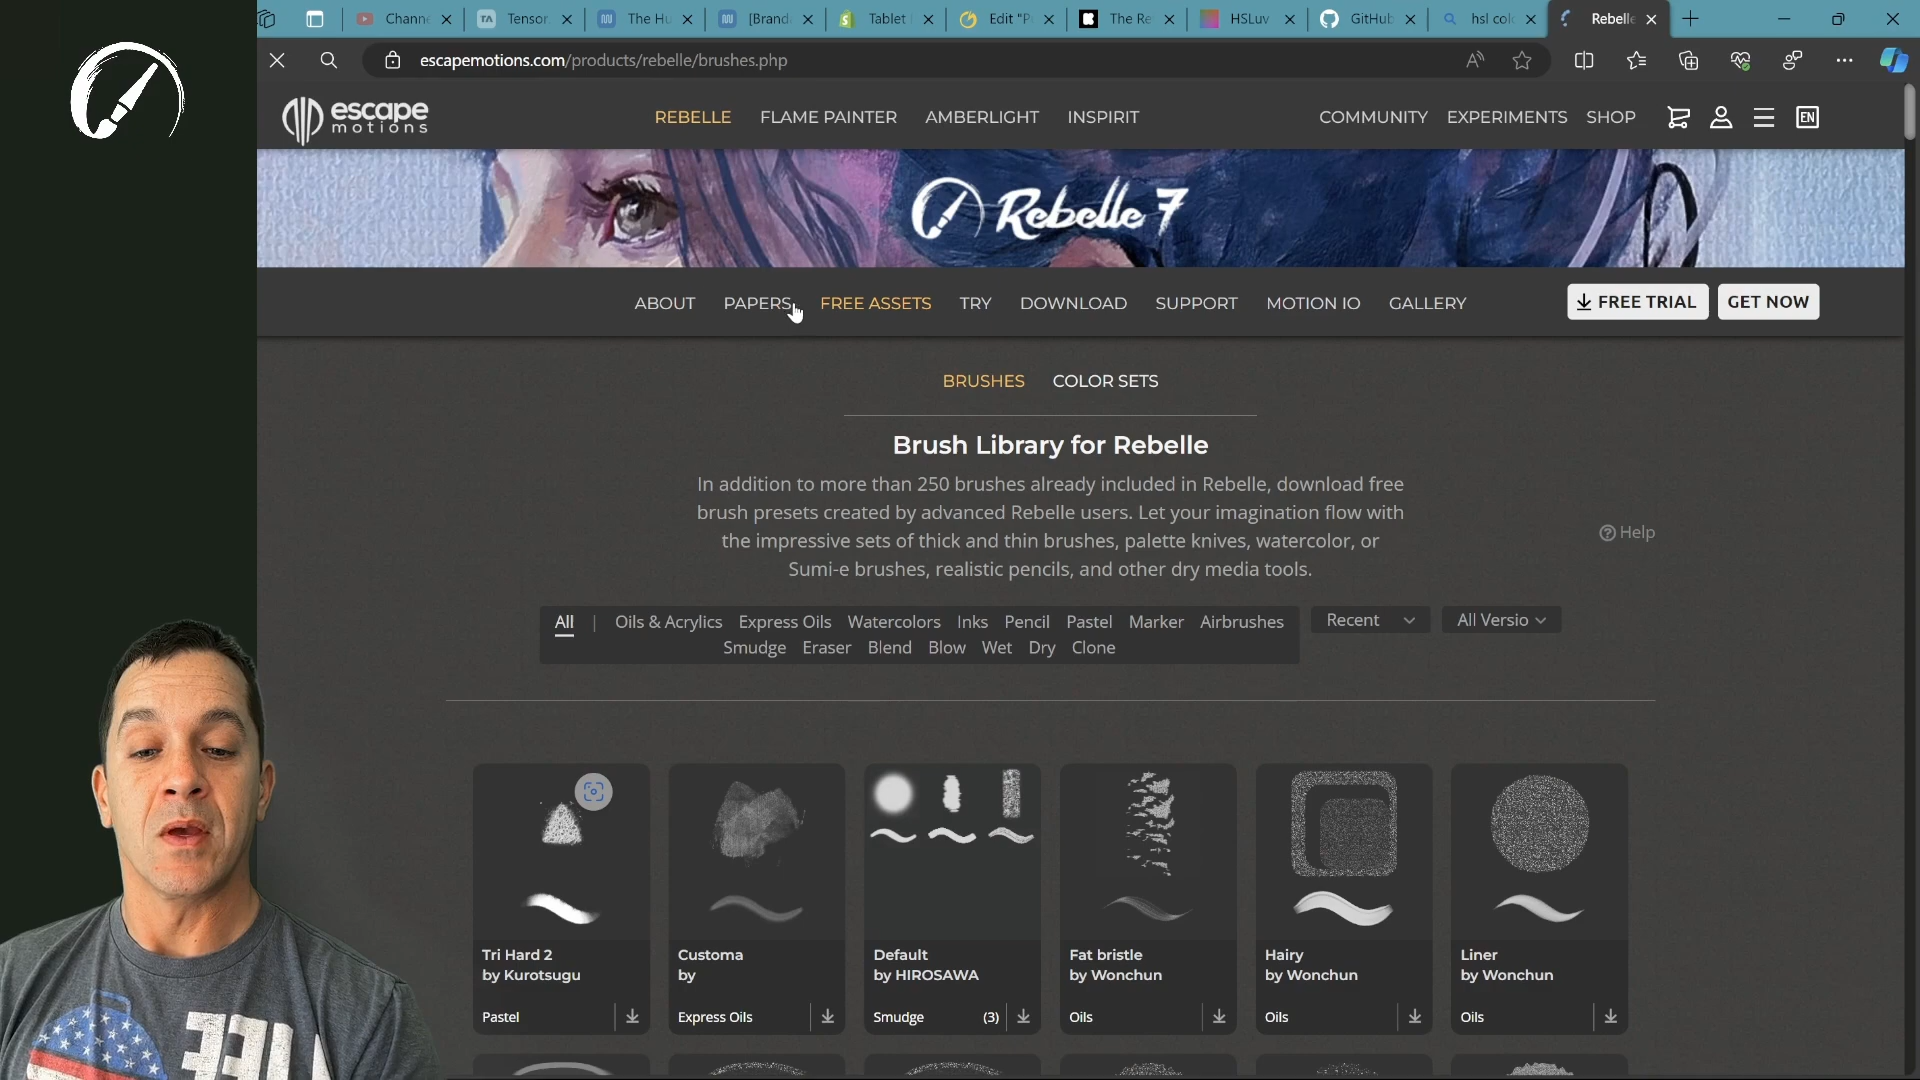 Chann
Tensor
The Hu
[Brand
Tablet
Edit "P
The Re
HSLuv
GitHub
hsl col
Rebelle
escapemotions.com/products/rebelle/brushes.php
escape
motions
REBELLE
FLAME PAINTER
AMBERLIGHT
INSPIRIT
COMMUNITY
EXPERIMENTS
SHOP
EN
Rebelle 7
ABOUT
PAPERS
FREE ASSETS
TRY
DOWNLOAD
SUPPORT
MOTION IO
GALLERY
FREE TRIAL
GET NOW
BRUSHES
COLOR SETS
Brush Library for Rebelle
In addition to more than 250 brushes already included in Rebelle, download free
brush presets created by advanced Rebelle users. Let your imagination flow with
the impressive sets of thick and thin brushes, palette knives, watercolor, or
Sumi-e brushes, realistic pencils, and other dry media tools.
Help
All | Oils & Acrylics Express Oils Watercolors Inks Pencil Pastel Marker Airbrushes
Smudge Eraser Blend Blow Wet Dry Clone
Recent
All Versio
Tri Hard 2
by Kurotsugu
Pastel
Customa
by
Express Oils
Default
by HIROSAWA
Smudge (3)
Fat bristle
by Wonchun
Oils
Hairy
by Wonchun
Oils
Liner
by Wonchun
Oils